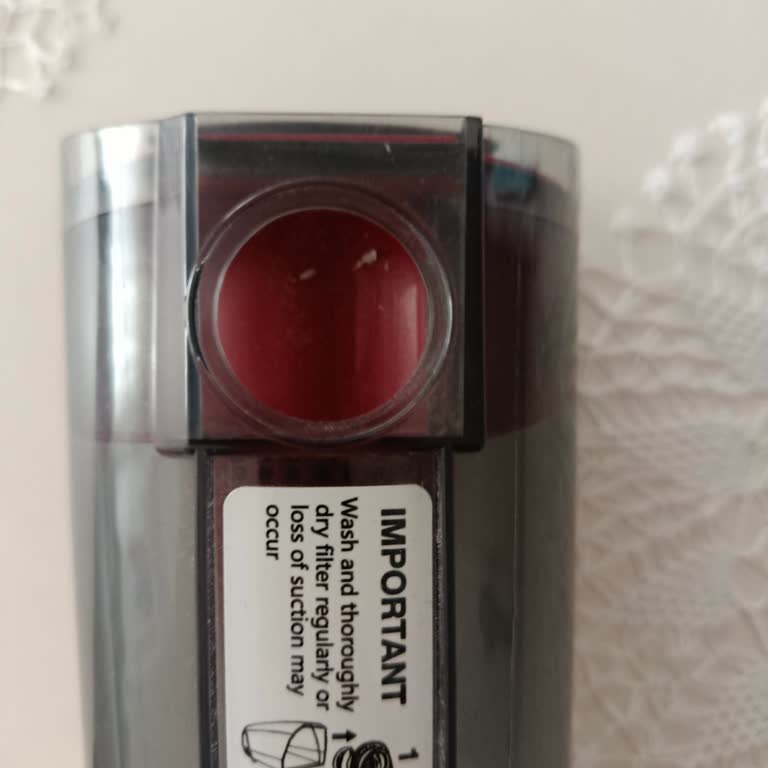 IMPORTANT
Wash and thoroughly
dry filter regularly or
loss of suction may
occur
1